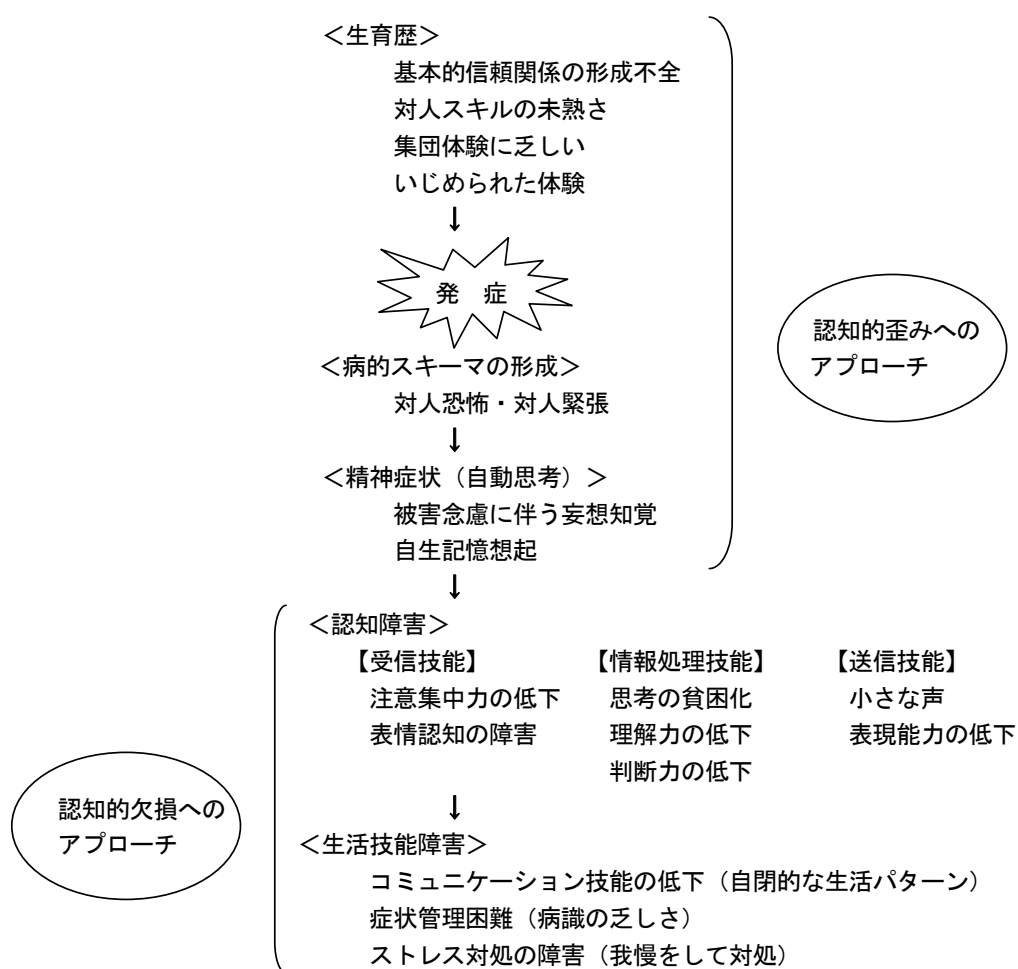 ＜生育歴＞
基本的信頼関係の形成不全
対人スキルの未熟さ
集団体験に乏しい
いじめられた体験
↓
発　症
認知的歪みへの
アプローチ
＜病的スキーマの形成＞
対人恐怖・対人緊張
↓
＜精神症状（自動思考）＞
被害念慮に伴う妄想知覚
自生記憶想起
↓
＜認知障害＞
【受信技能】　【情報処理技能】　【送信技能】
注意集中力の低下　思考の貧困化　小さな声
表情認知の障害　理解力の低下　表現能力の低下
判断力の低下
認知的欠損への
アプローチ
↓
＜生活技能障害＞
コミュニケーション技能の低下（自閉的な生活パターン）
症状管理困難（病識の乏しさ）
ストレス対処の障害（我慢をして対処）